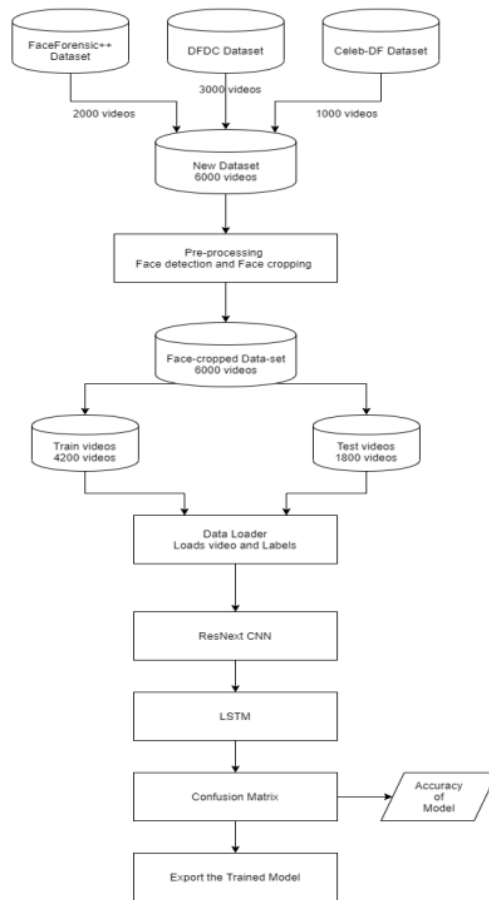 FaceForensic++
Dataset
DFDC Dataset
Celeb-DF Dataset
2000 videos
3000 videos
1000 videos
New Dataset
6000 videos
Pre-processing
Face detection and Face cropping
Face-cropped Data-set
6000 videos
Train videos
4200 videos
Test videos
1800 videos
Data Loader
Loads video and Labels
ResNext CNN
LSTM
Confusion Matrix
Accuracy
of
Model
Export the Trained Model